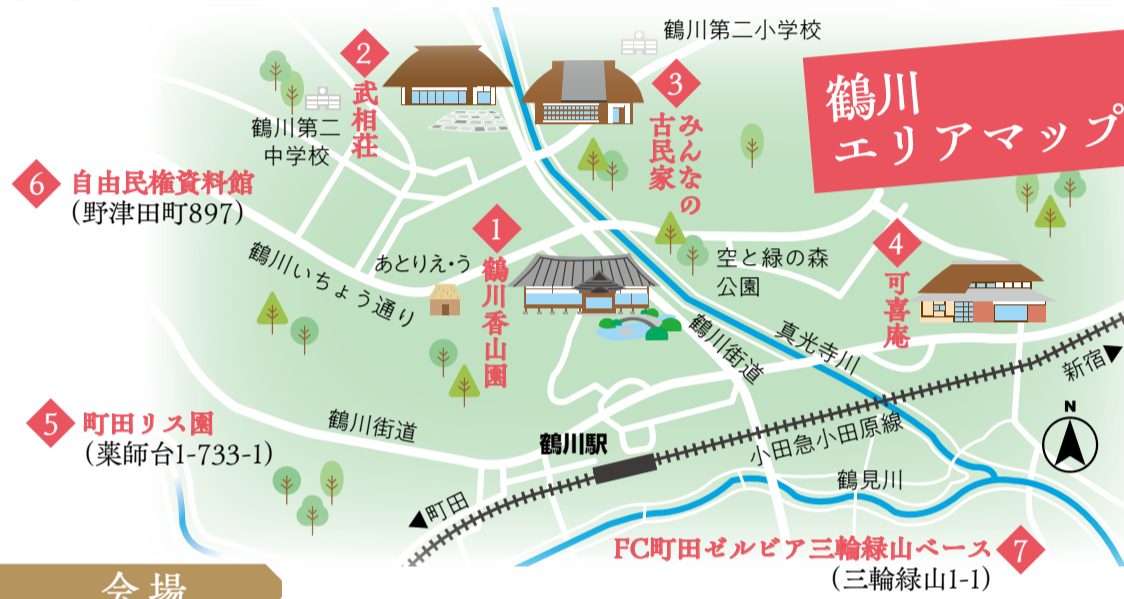 鶴川
エリアマップ
鶴川第二小学校
2
武相荘
3
みんなの
古民家
鶴川第二
中学校
6 自由民権資料館
(野津田町897)
1
鶴川香山園
あとりえ・う
鶴川いちょう通り
空と緑の森
公園
4
可喜庵
鶴川街道
真光寺川
新宿▶
5 町田リス園
(薬師台1-733-1)
鶴川街道
鶴川駅
小田急小田原線
N
鶴見川
◀町田
FC町田ゼルビア三輪緑山ベース 7
(三輪緑山1-1)
会場